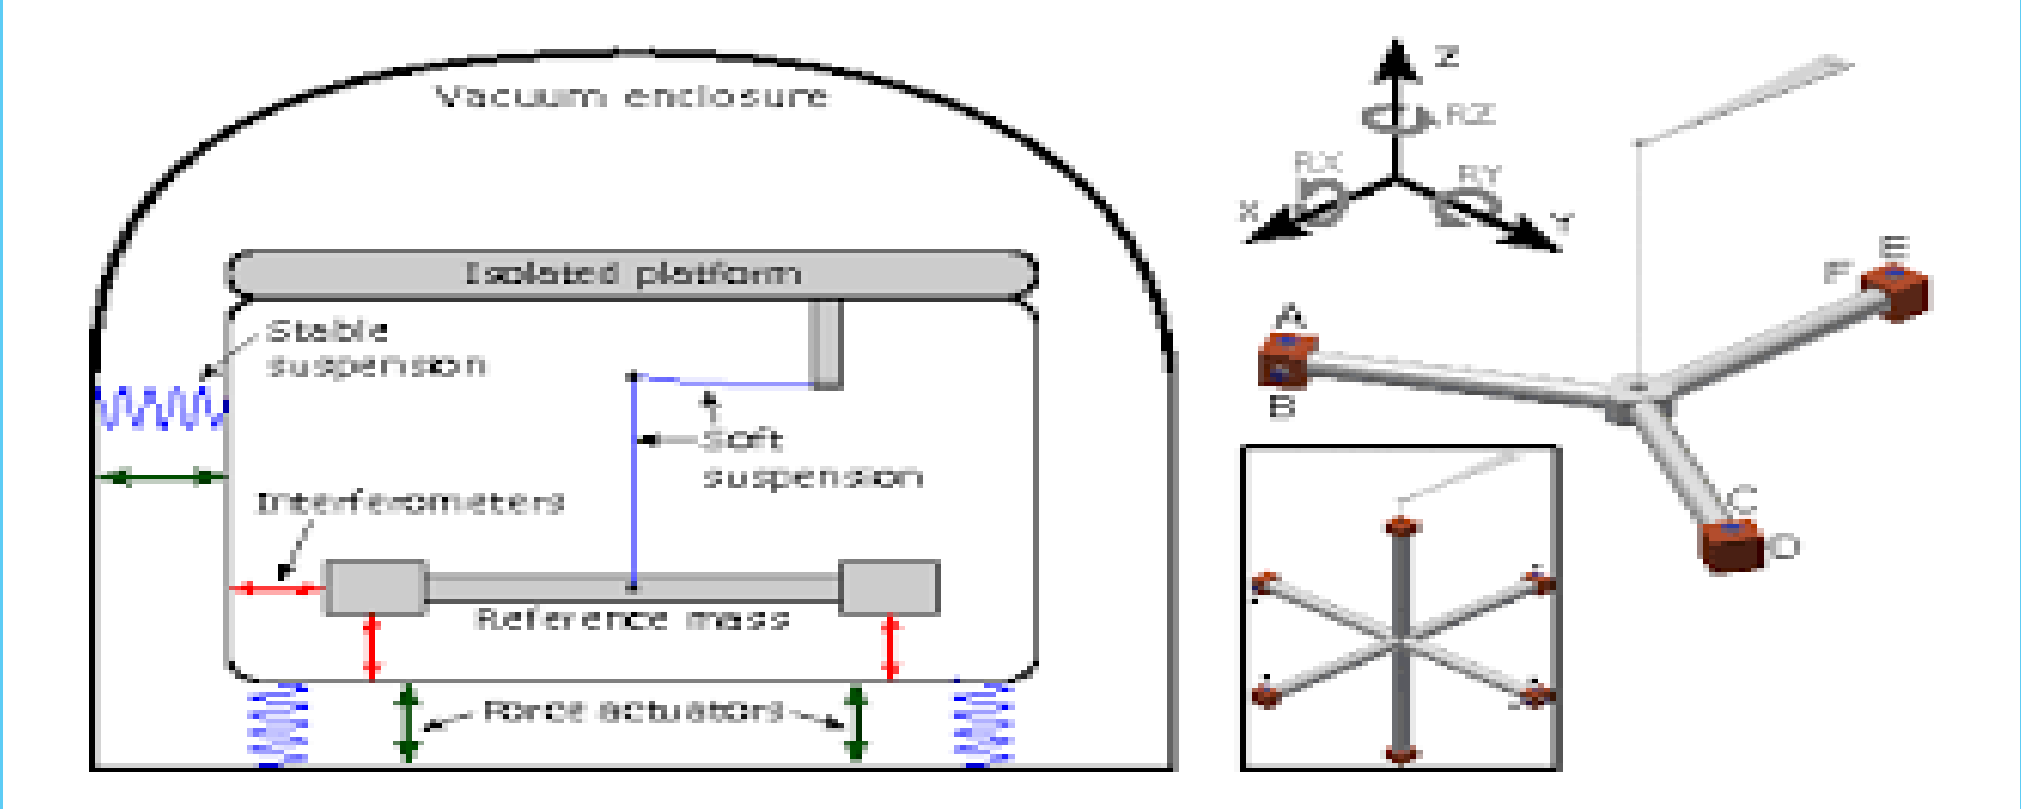 Vacuum enclosure
Isolated platform
Stable
suspension
Soft
suspension
Interferometers
Reference mass
Force actuators
Z
RZ
RX
RY
X
Y
E
F
A
B
C
D